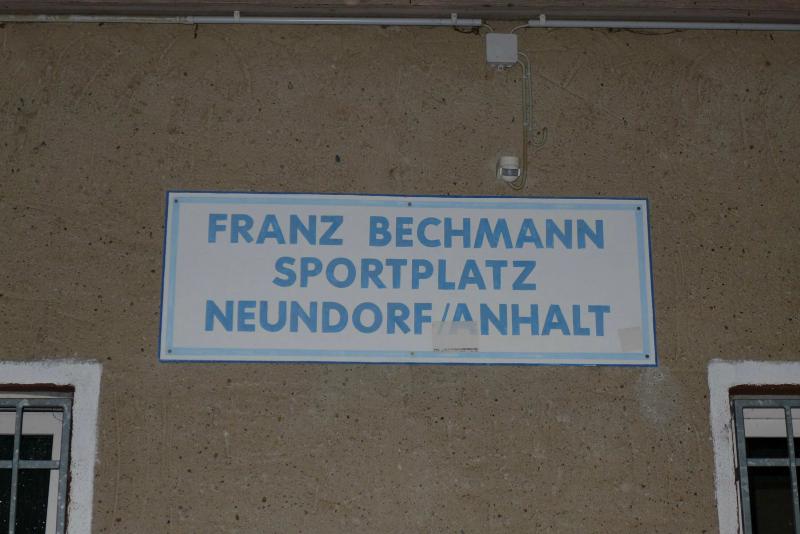 FRANZ BECHMANN
SPORTPLATZ
NEUNDORF/ANHALT